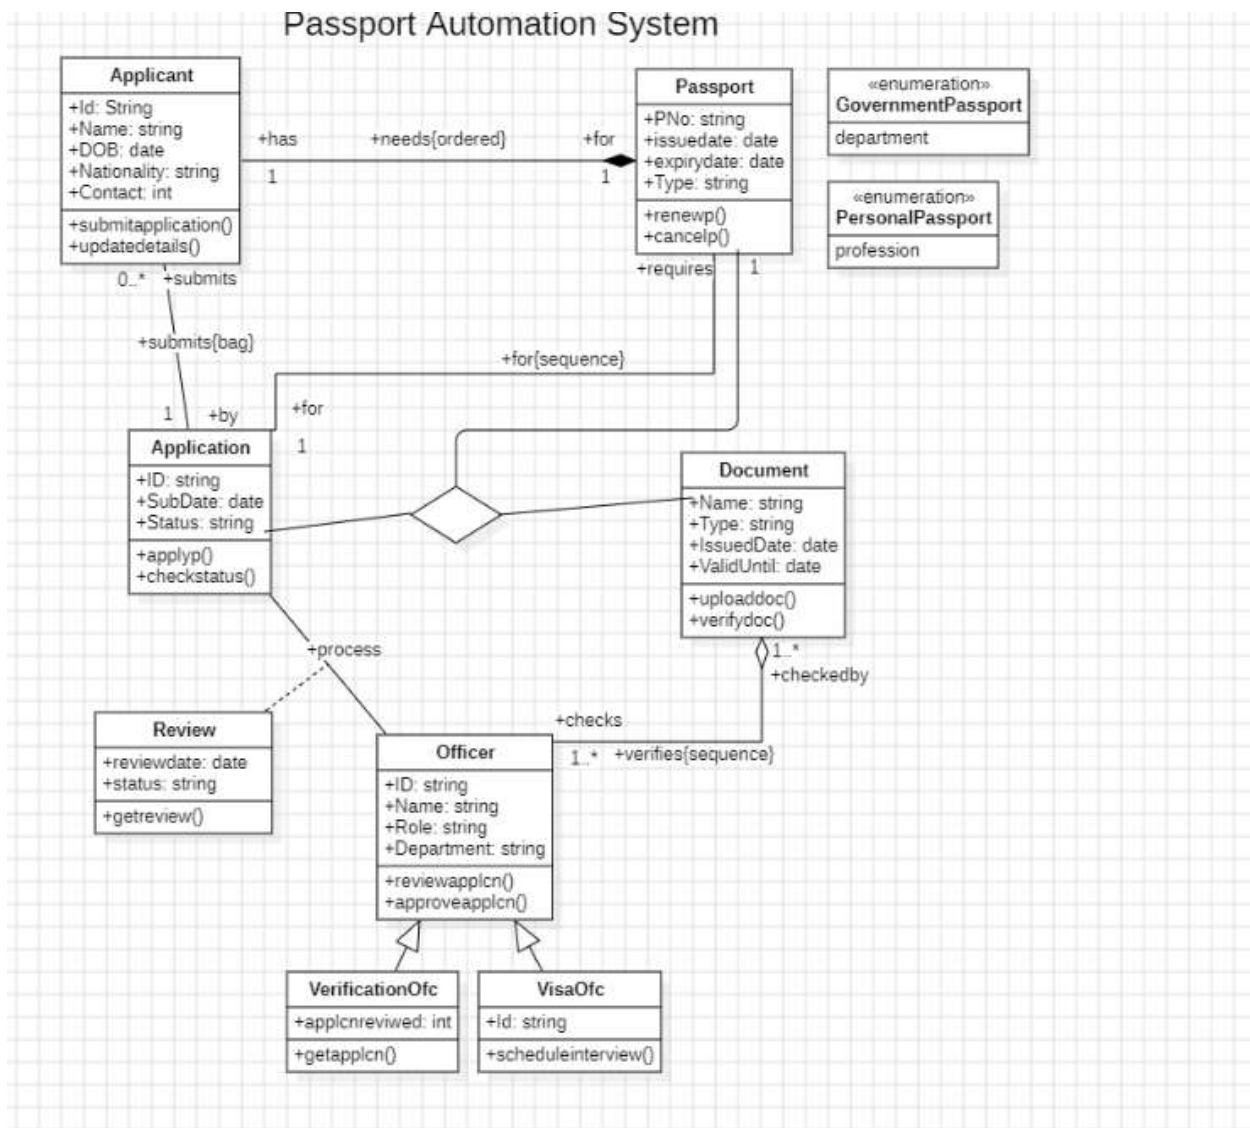 Passport Automation System
Applicant
+Id: String
+Name: string
+DOB: date
+Nationality: string
+Contact: int
+submitapplication()
+updatedetails()
+has
+needs{ordered}
+for
1
1
Passport
+PNo: string
+issuedate: date
+expirydate: date
+Type: string
+renewp()
+cancelp()
«enumeration»
GovernmentPassport
department
«enumeration»
PersonalPassport
profession
+requires
1
0..*
+submits
+submits{bag}
+for{sequence}
1
+by
+for
1
Application
+ID: string
+SubDate: date
+Status: string
+applyp()
+checkstatus()
Document
+Name: string
+Type: string
+IssuedDate: date
+ValidUntil: date
+uploaddoc()
+verifydoc()
1..*
+checkedby
+process
Review
+reviewdate: date
+status: string
+getreview()
+checks
1..*
+verifies{sequence}
Officer
+ID: string
+Name: string
+Role: string
+Department: string
+reviewapplcn()
+approveapplcn()
VerificationOfc
+applcnreviwed: int
+getapplcn()
VisaOfc
+Id: string
+scheduleinterview()